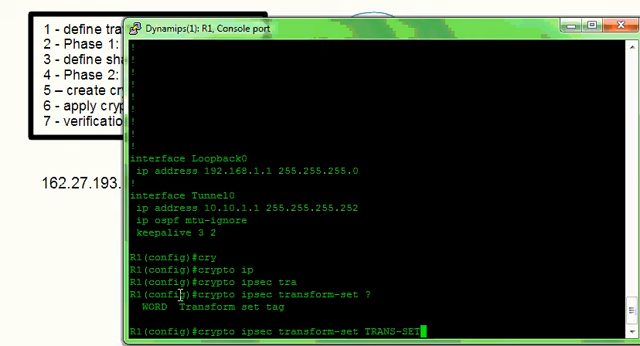 1 - define tra
2 - Phase 1:
3 - define sha
4 - Phase 2:
5 – create cry
6 - apply cryp
7 - verification
162.27.193.
Dynamips(1): R1, Console port
!
!
!
!
!
!
!
!
interface Loopback0
ip address 192.168.1.1 255.255.255.0
!
interface Tunnel0
ip address 10.10.1.1 255.255.255.252
ip ospf mtu-ignore
keepalive 3 2
R1(config)#cry
R1(config)#crypto ip
R1(config)#crypto ipsec tra
R1(config)#crypto ipsec transform-set ?
WORD Transform set tag
R1(config)#crypto ipsec transform-set TRANS-SET